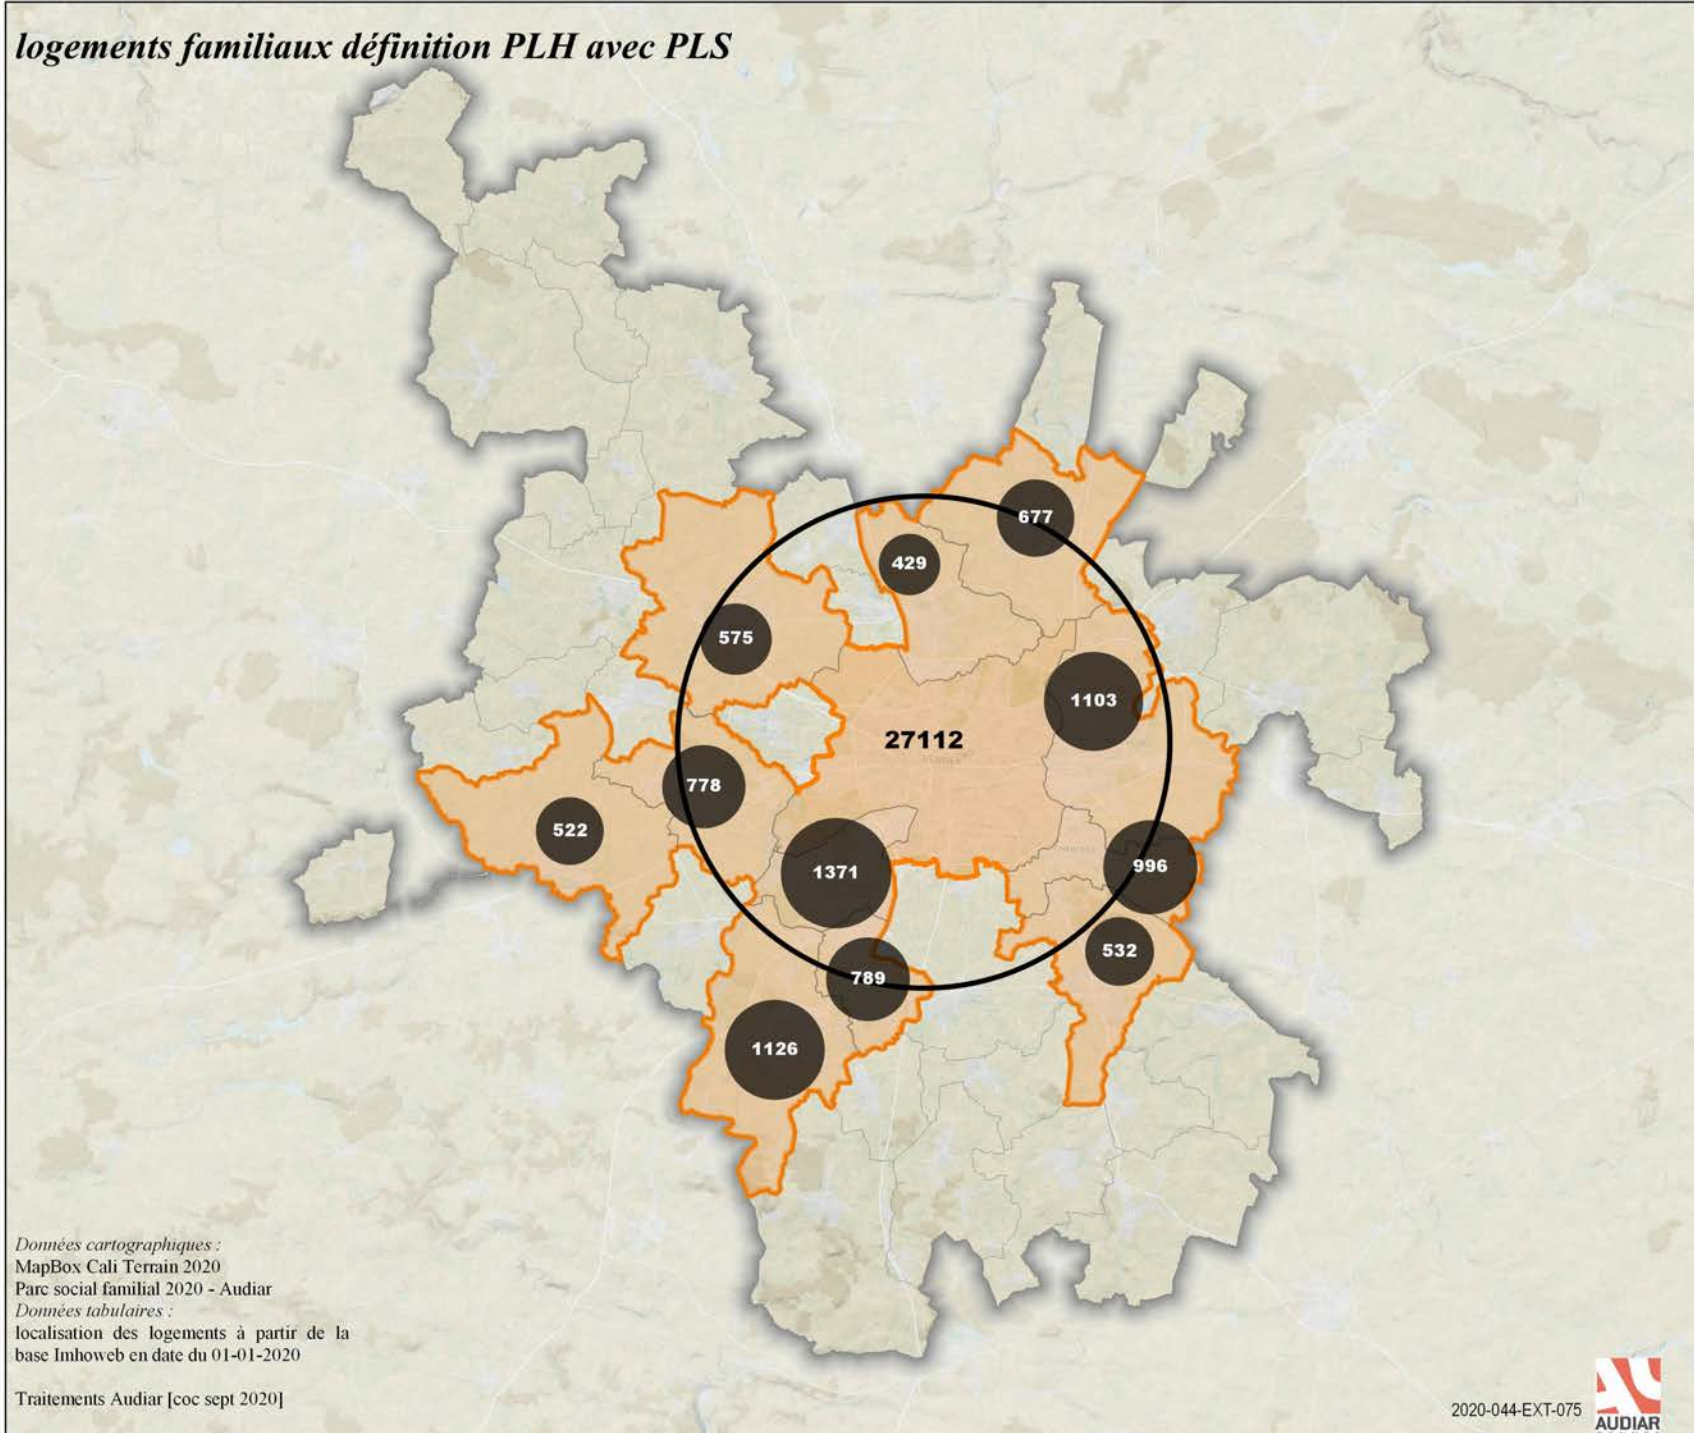 logements familiaux définition PLH avec PLS
677
429
575
1103
27112
778
522
1371
996
532
789
1126
Données cartographiques :
MapBox Cali Terrain 2020
Parc social familial 2020 - Audiar
Données tabulaires :
localisation des logements à partir de la
base Imhoweb en date du 01-01-2020
Traitements Audiar [coc sept 2020]
2020-044-EXT-075
AUDIAR